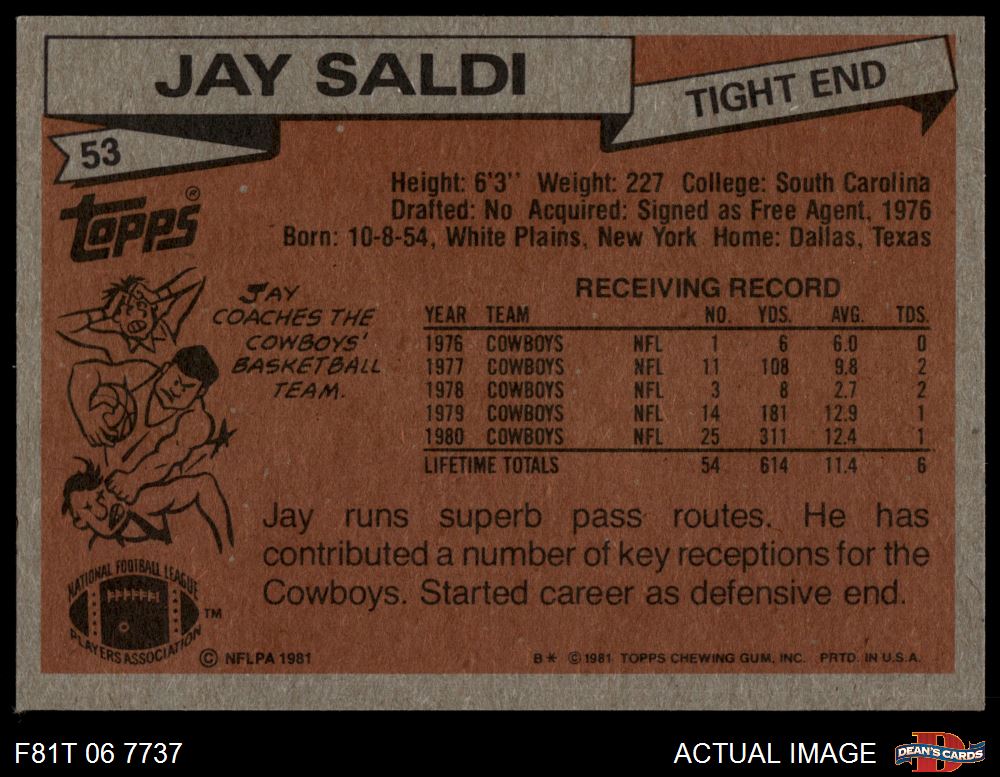 JAY SALDI
TIGHT END
53
TOPPS®
Height: 6'3'' Weight: 227 College: South Carolina
Drafted: No Acquired: Signed as Free Agent, 1976
Born: 10-8-54, White Plains, New York Home: Dallas, Texas
JAY
COACHES THE
COWBOYS'
BASKETBALL
TEAM.
RECEIVING RECORD
YEAR TEAM NO. YDS. AVG. TDS.
1976 COWBOYS NFL 1 6 6.0 0
1977 COWBOYS NFL 11 108 9.8 2
1978 COWBOYS NFL 3 8 2.7 2
1979 COWBOYS NFL 14 181 12.9 1
1980 COWBOYS NFL 25 311 12.4 1
LIFETIME TOTALS 54 614 11.4 6
Jay runs superb pass routes. He has
contributed a number of key receptions for the
Cowboys. Started career as defensive end.
NATIONAL FOOTBALL LEAGUE
PLAYERS ASSOCIATION
TM
© NFLPA 1981
B* © 1981 TOPPS CHEWING GUM, INC. PRTD. IN U.S.A.
F81T 06 7737
ACTUAL IMAGE
D
DEAN'S CARDS